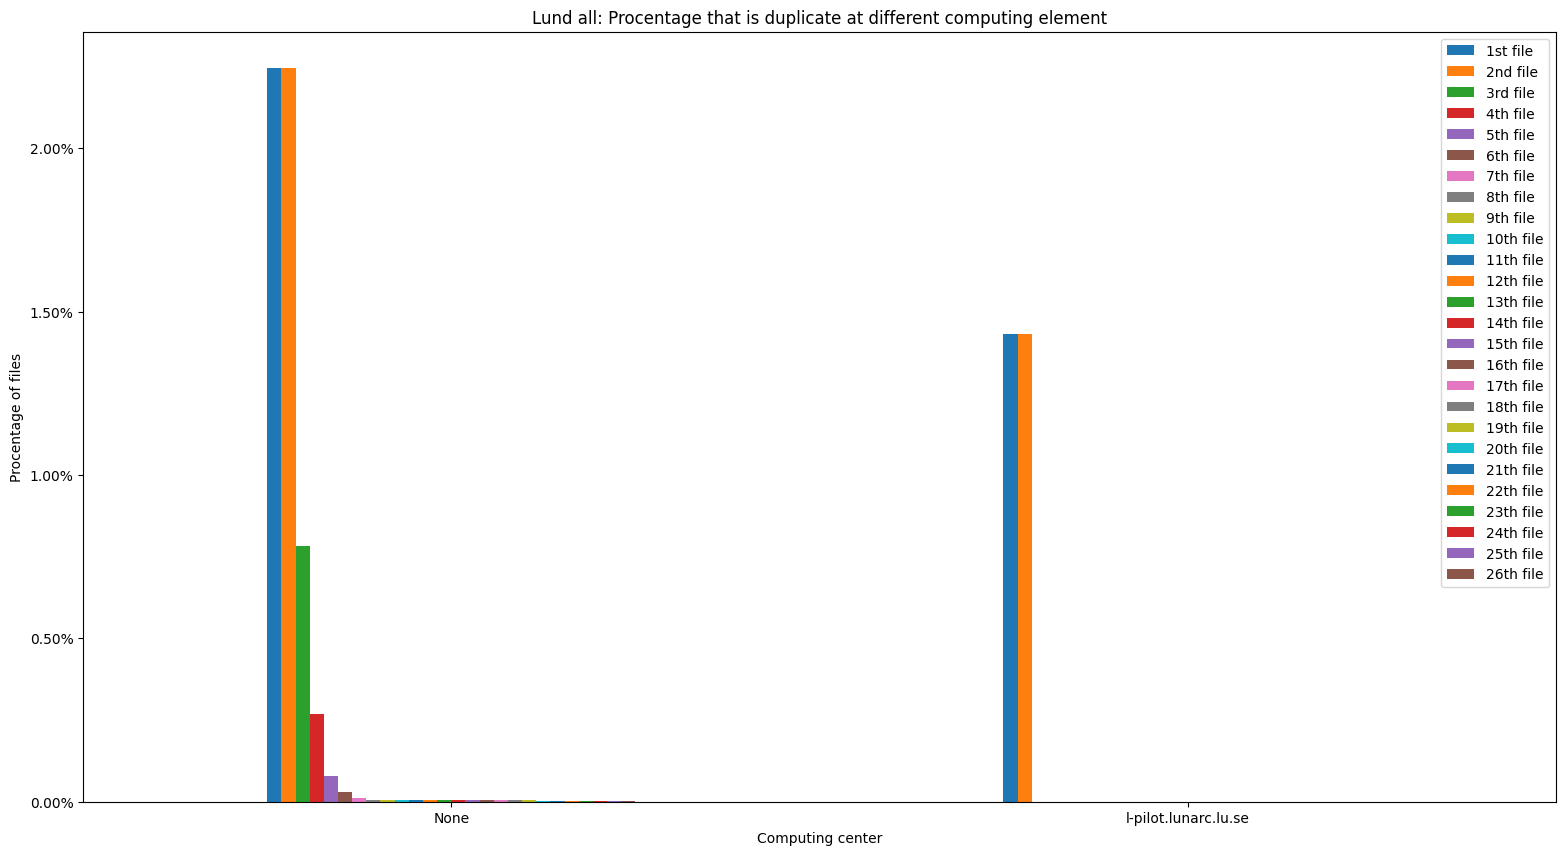 Lund all: Procentage that is duplicate at different computing element
Procentage of files
2.00%
1.50%
1.00%
0.50%
0.00%
None
l-pilot.lunarc.lu.se
Computing center
1st file
2nd file
3rd file
4th file
5th file
6th file
7th file
8th file
9th file
10th file
11th file
12th file
13th file
14th file
15th file
16th file
17th file
18th file
19th file
20th file
21th file
22th file
23th file
24th file
25th file
26th file